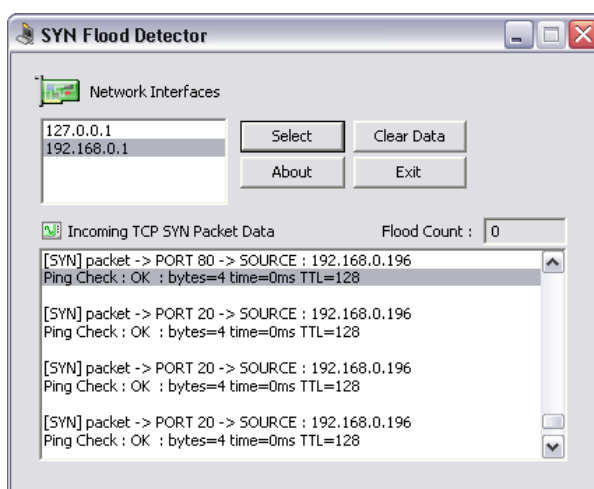 SYN Flood Detector
Network Interfaces
127.0.0.1
192.168.0.1
Select
Clear Data
About
Exit
Incoming TCP SYN Packet Data
Flood Count : 0
[SYN] packet -> PORT 80 -> SOURCE : 192.168.0.196
Ping Check : OK : bytes=4 time=0ms TTL=128
[SYN] packet -> PORT 20 -> SOURCE : 192.168.0.196
Ping Check : OK : bytes=4 time=0ms TTL=128
[SYN] packet -> PORT 20 -> SOURCE : 192.168.0.196
Ping Check : OK : bytes=4 time=0ms TTL=128
[SYN] packet -> PORT 20 -> SOURCE : 192.168.0.196
Ping Check : OK : bytes=4 time=0ms TTL=128